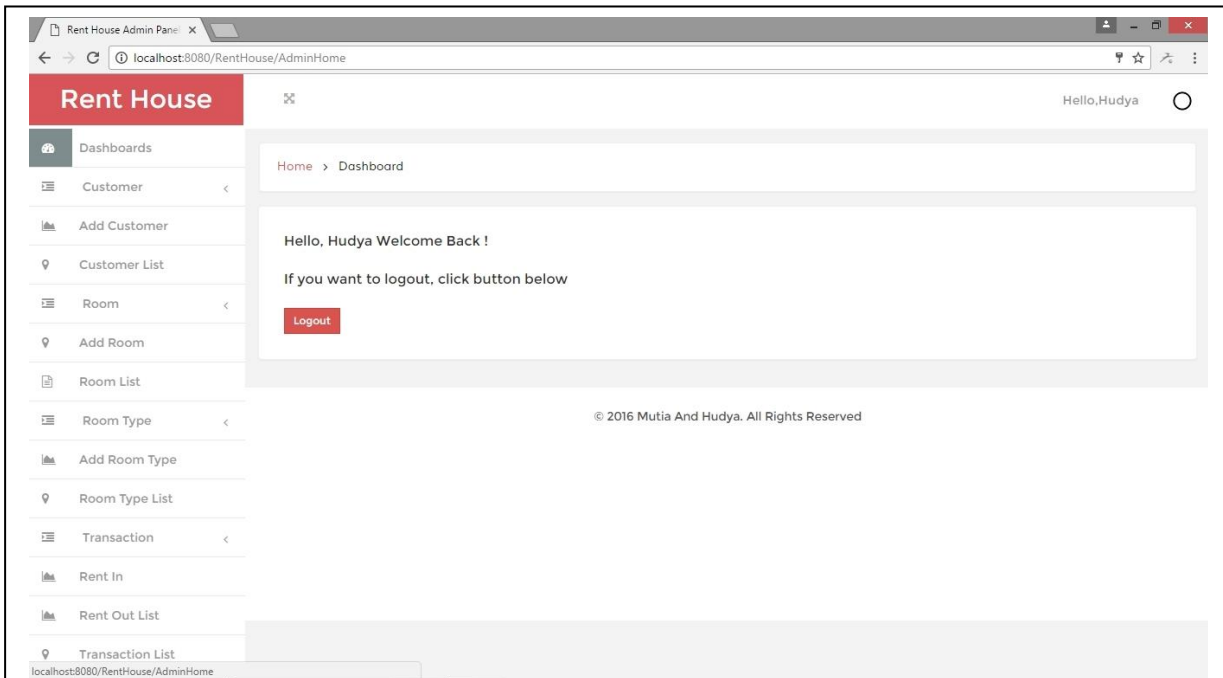 Rent House Admin Pane
localhost:8080/RentHouse/AdminHome
Rent House
Hello,Hudya
Dashboards
Customer
Add Customer
Customer List
Room
Add Room
Room List
Room Type
Add Room Type
Room Type List
Transaction
Rent In
Rent Out List
Transaction List
Home > Dashboard
Hello, Hudya Welcome Back !
If you want to logout, click button below
Logout
© 2016 Mutia And Hudya. All Rights Reserved
localhost:8080/RentHouse/AdminHome